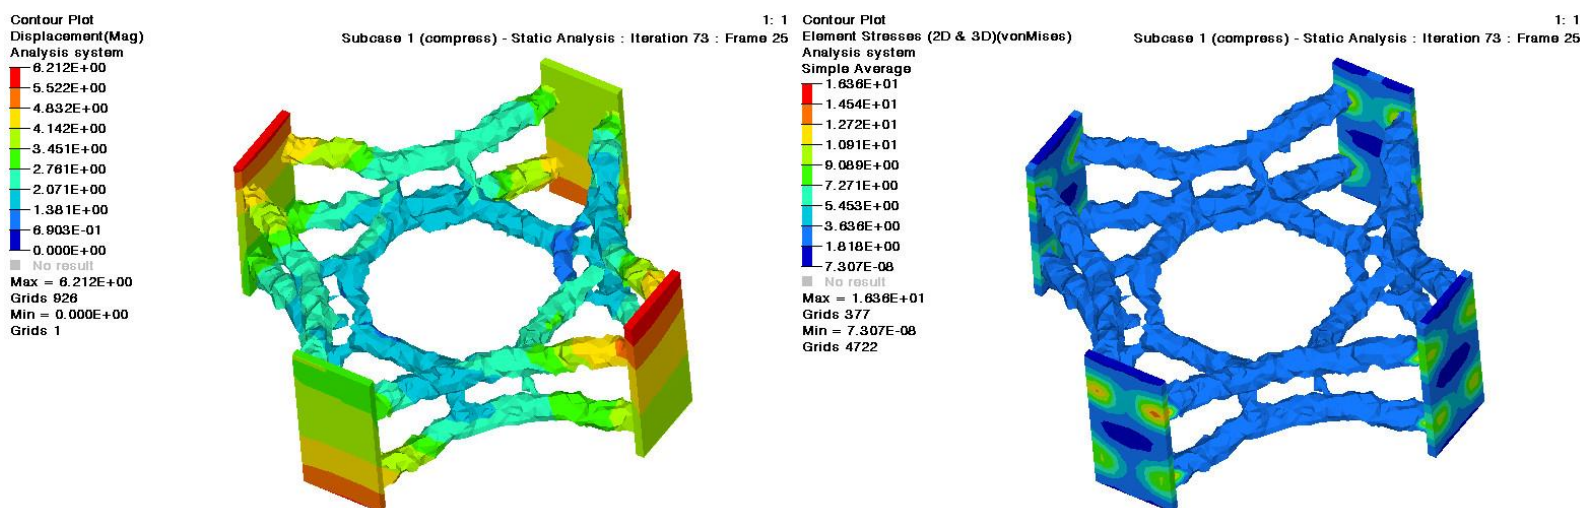 Contour Plot
Displacement(Mag)
Analysis system
1: 1
Subcase 1 (compress) - Static Analysis : Iteration 73 : Frame 25
6.212E+00
5.522E+00
4.832E+00
4.142E+00
3.451E+00
2.761E+00
2.071E+00
1.381E+00
6.903E-01
0.000E+00
No result
Max = 6.212E+00
Grids 926
Min = 0.000E+00
Grids 1
Contour Plot
Element Stresses (2D & 3D)(vonMises)
Analysis system
Simple Average
1: 1
Subcase 1 (compress) - Static Analysis : Iteration 73 : Frame 25
1.636E+01
1.454E+01
1.272E+01
1.091E+01
9.089E+00
7.271E+00
5.453E+00
3.636E+00
1.818E+00
7.307E-08
No result
Max = 1.636E+01
Grids 377
Min = 7.307E-08
Grids 4722